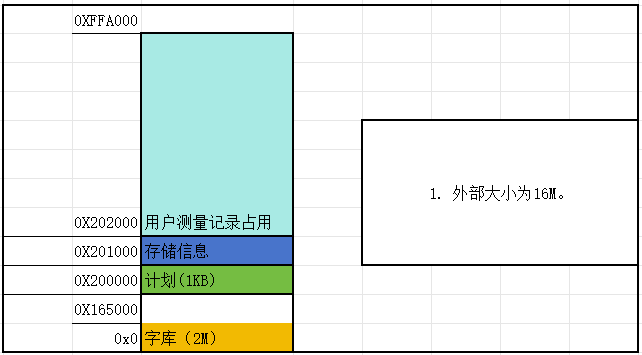 0XFFA000
1. 外部大小为16M。
0X202000 用户测量记录占用
0X201000 存储信息
0X200000 计划(1KB)
0X165000
0x0 字库（2M）